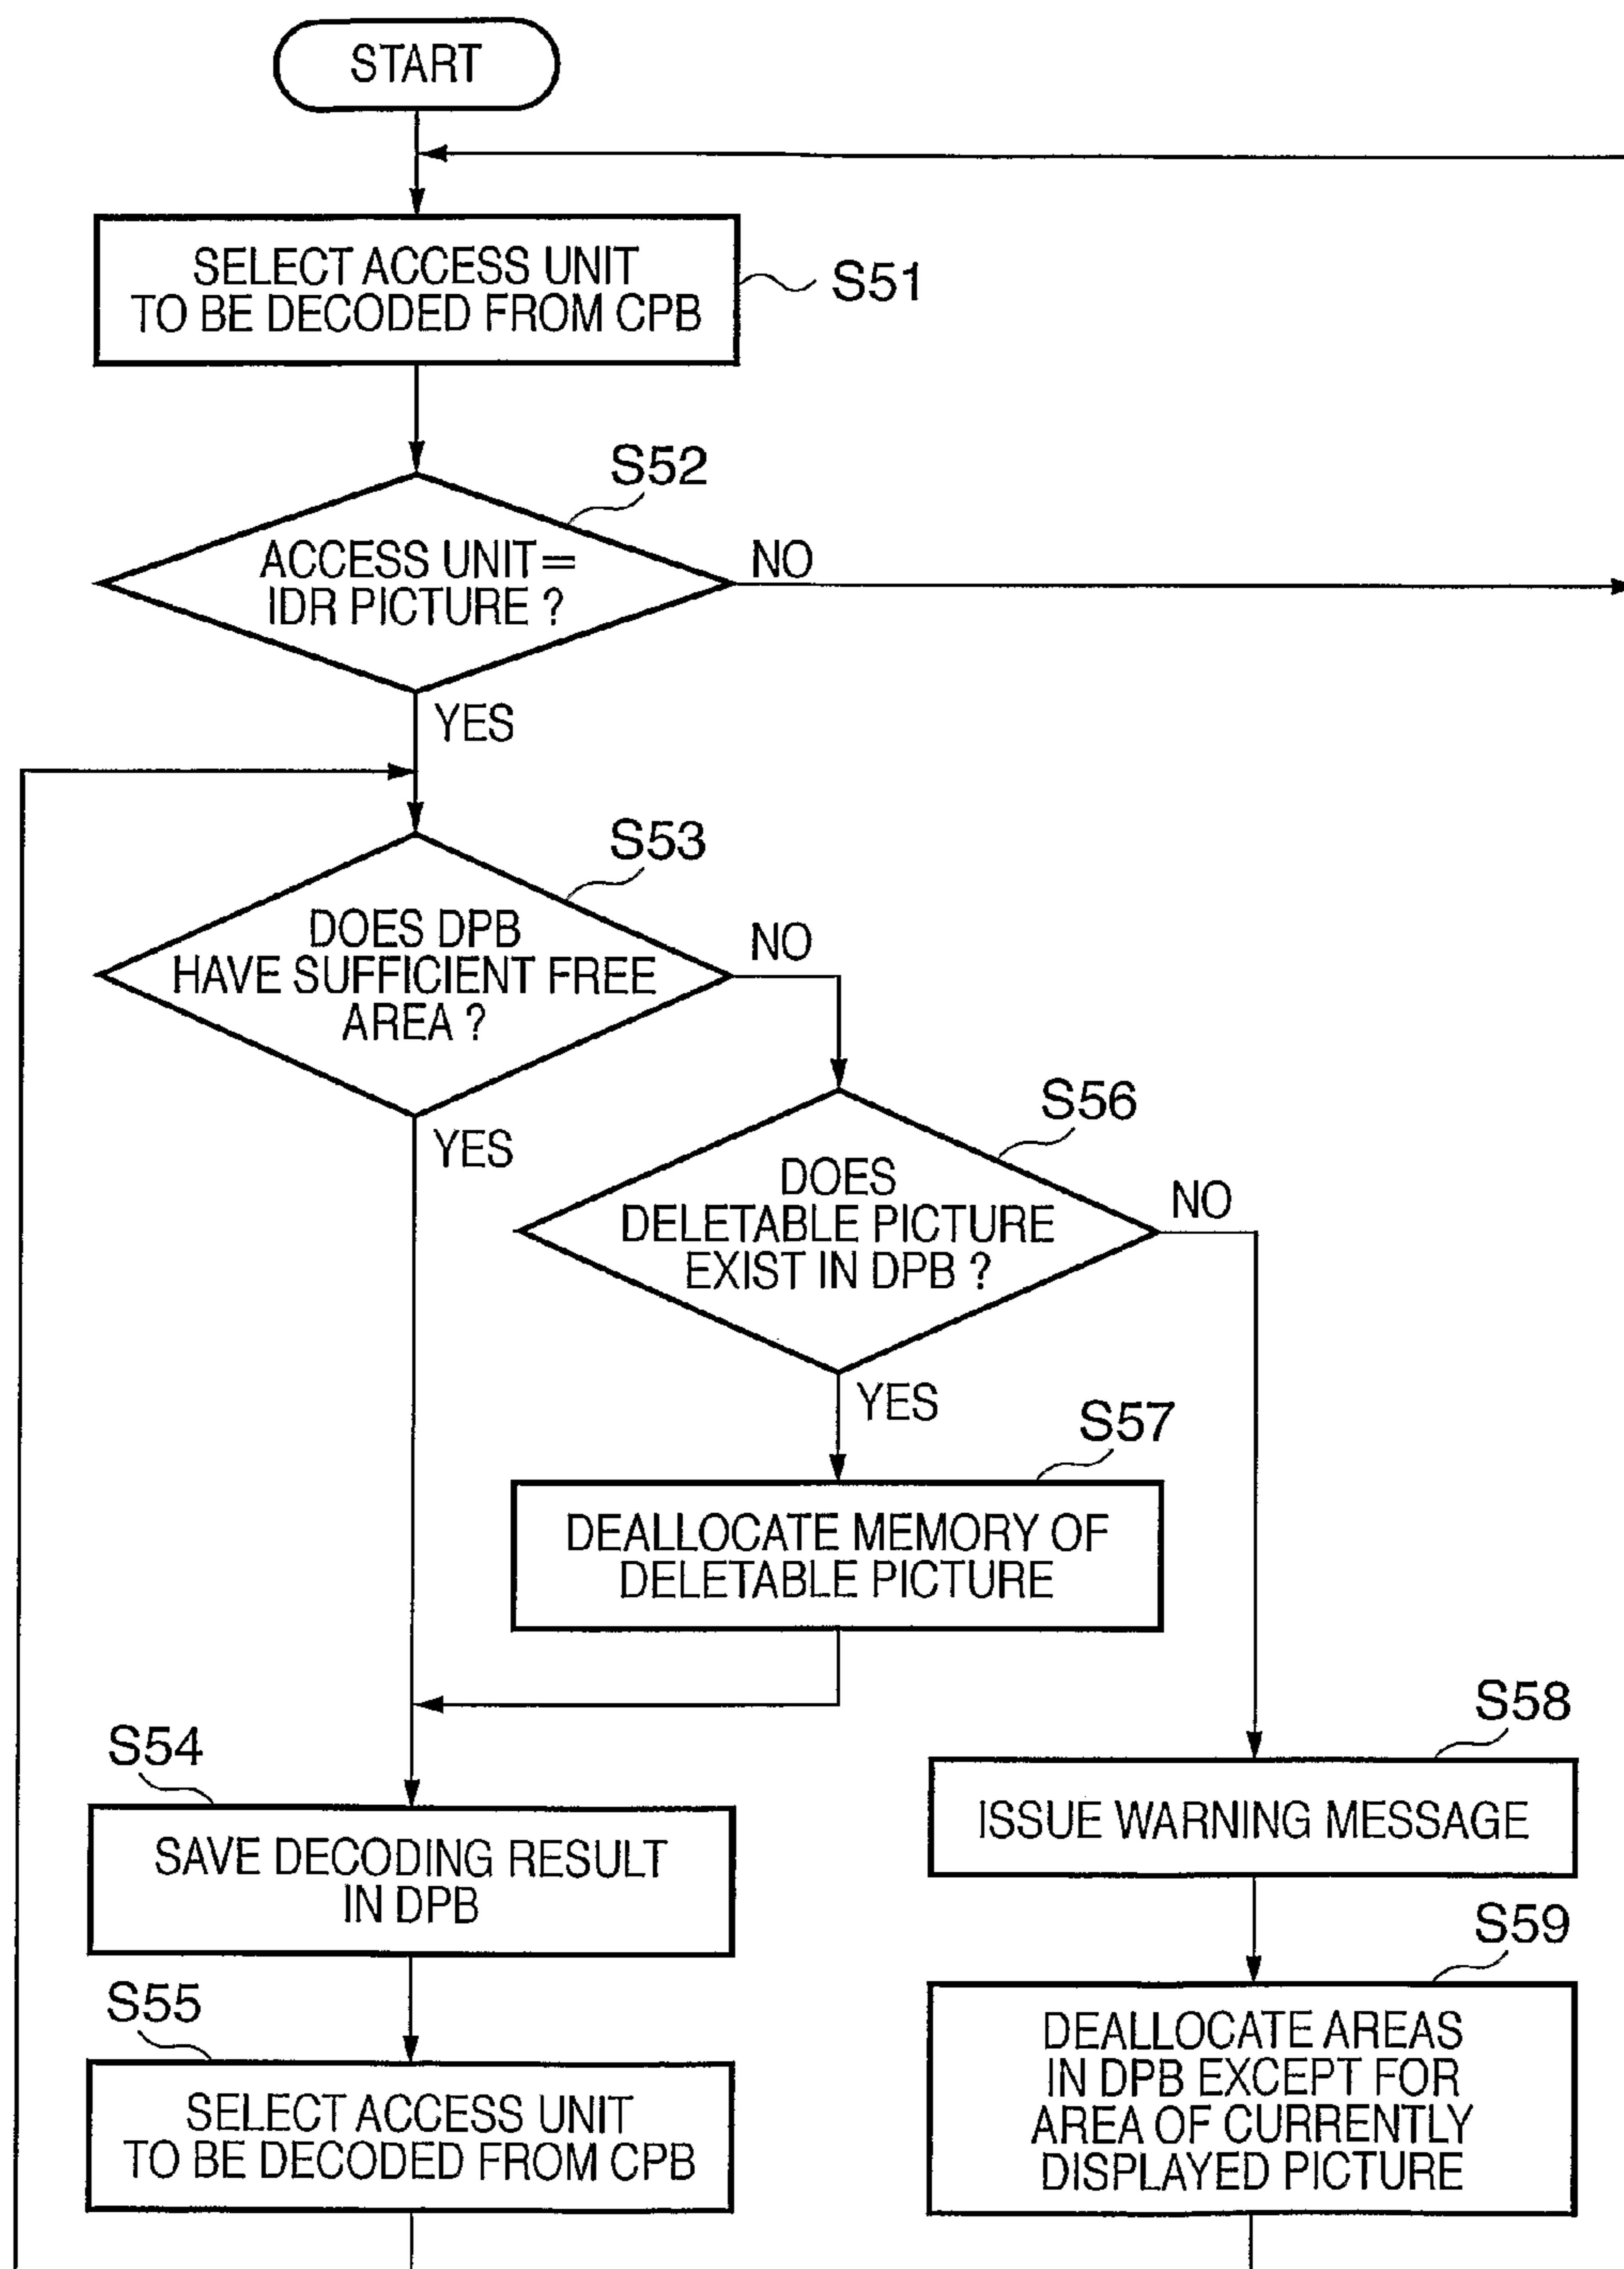 START
SELECT ACCESS UNIT
TO BE DECODED FROM CPB
S51
S52
ACCESS UNIT=
IDR PICTURE ?
NO
YES
S53
DOES DPB
HAVE SUFFICIENT FREE
AREA ?
NO
YES
S56
DOES
DELETABLE PICTURE
EXIST IN DPB ?
NO
YES
S57
DEALLOCATE MEMORY OF
DELETABLE PICTURE
S54
SAVE DECODING RESULT
IN DPB
S58
ISSUE WARNING MESSAGE
S55
SELECT ACCESS UNIT
TO BE DECODED FROM CPB
S59
DEALLOCATE AREAS
IN DPB EXCEPT FOR
AREA OF CURRENTLY
DISPLAYED PICTURE